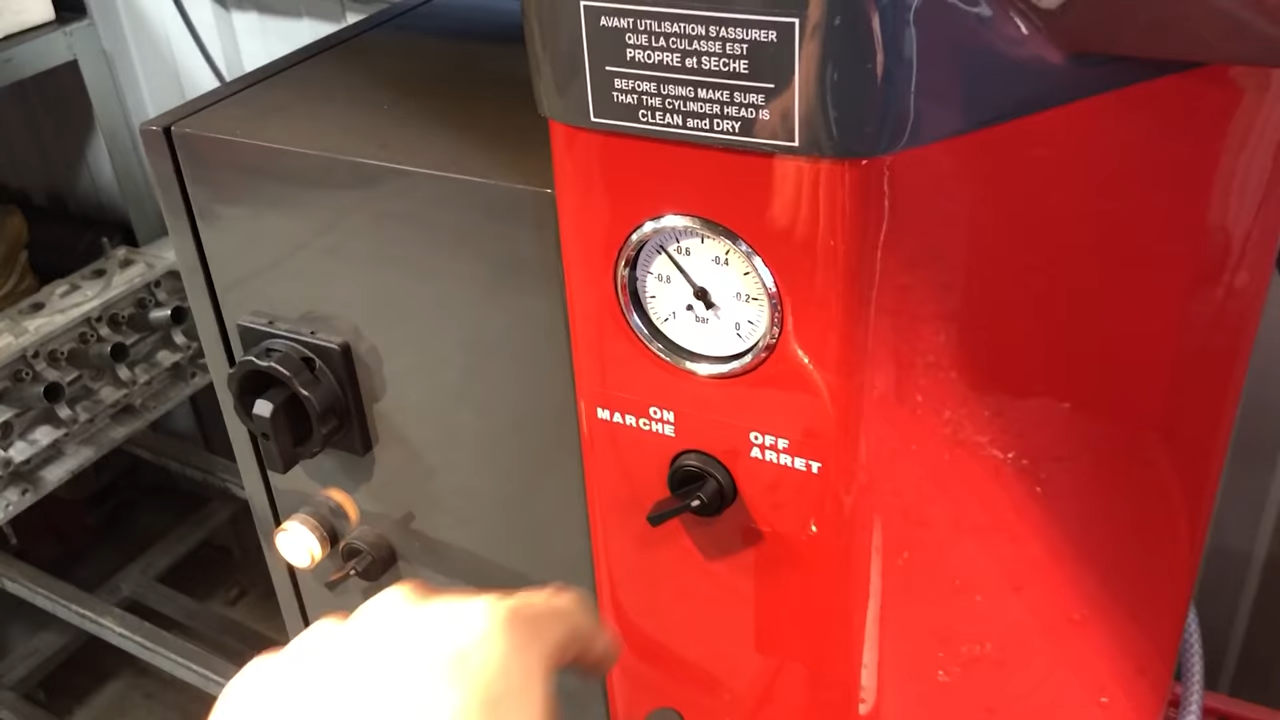 AVANT UTILISATION S'ASSURER
QUE LA CULASSE EST
PROPRE et SECHE
BEFORE USING MAKE SURE
THAT THE CYLINDER HEAD IS
CLEAN and DRY
-0,6
-0,4
-0,8
-0,2
-1
bar
0
ON
MARCHE
OFF
ARRET